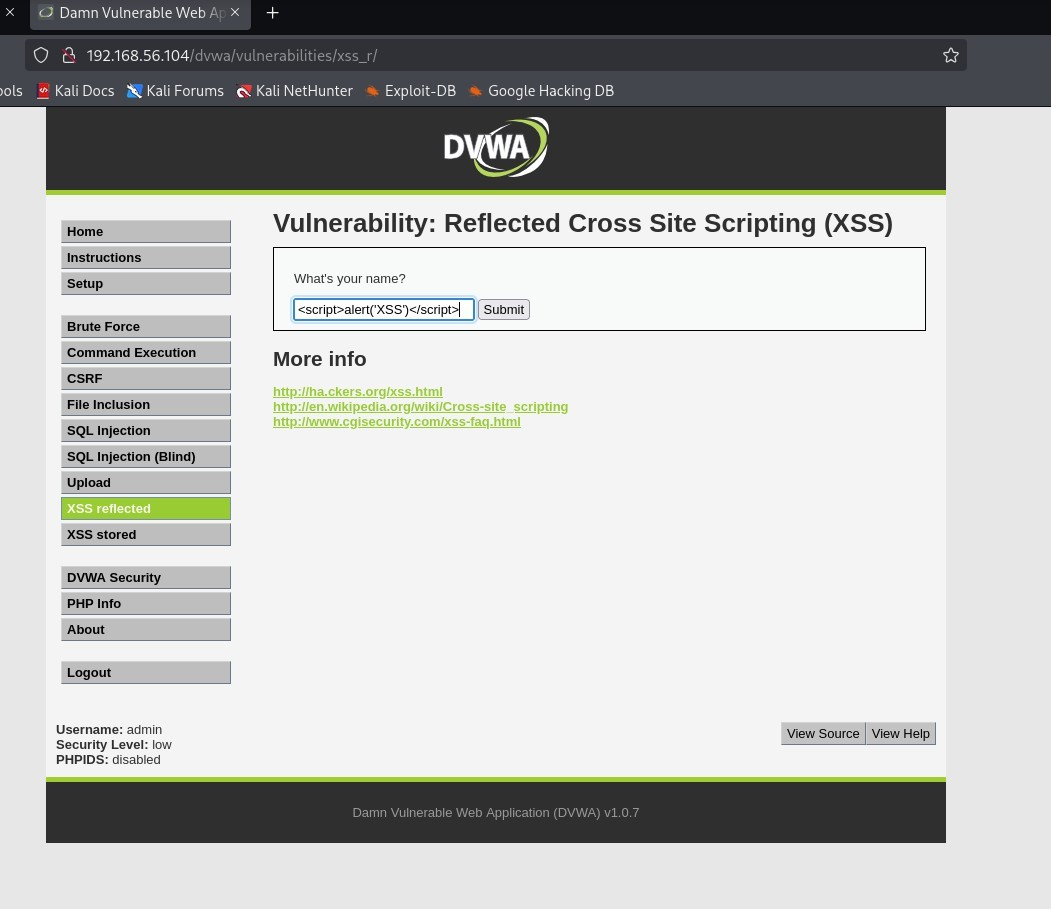 Damn Vulnerable Web Ap
192.168.56.104/dvwa/vulnerabilities/xss_r/
ools Kali Docs Kali Forums Kali NetHunter Exploit-DB Google Hacking DB
DVWA
Vulnerability: Reflected Cross Site Scripting (XSS)
Home
Instructions
Setup
Brute Force
Command Execution
CSRF
File Inclusion
SQL Injection
SQL Injection (Blind)
Upload
XSS reflected
XSS stored
DVWA Security
PHP Info
About
Logout
What's your name?
<script>alert('XSS')</script> Submit
More info
http://ha.ckers.org/xss.html
http://en.wikipedia.org/wiki/Cross-site_scripting
http://www.cgisecurity.com/xss-faq.html
Username: admin
Security Level: low
PHPIDS: disabled
View Source View Help
Damn Vulnerable Web Application (DVWA) v1.0.7